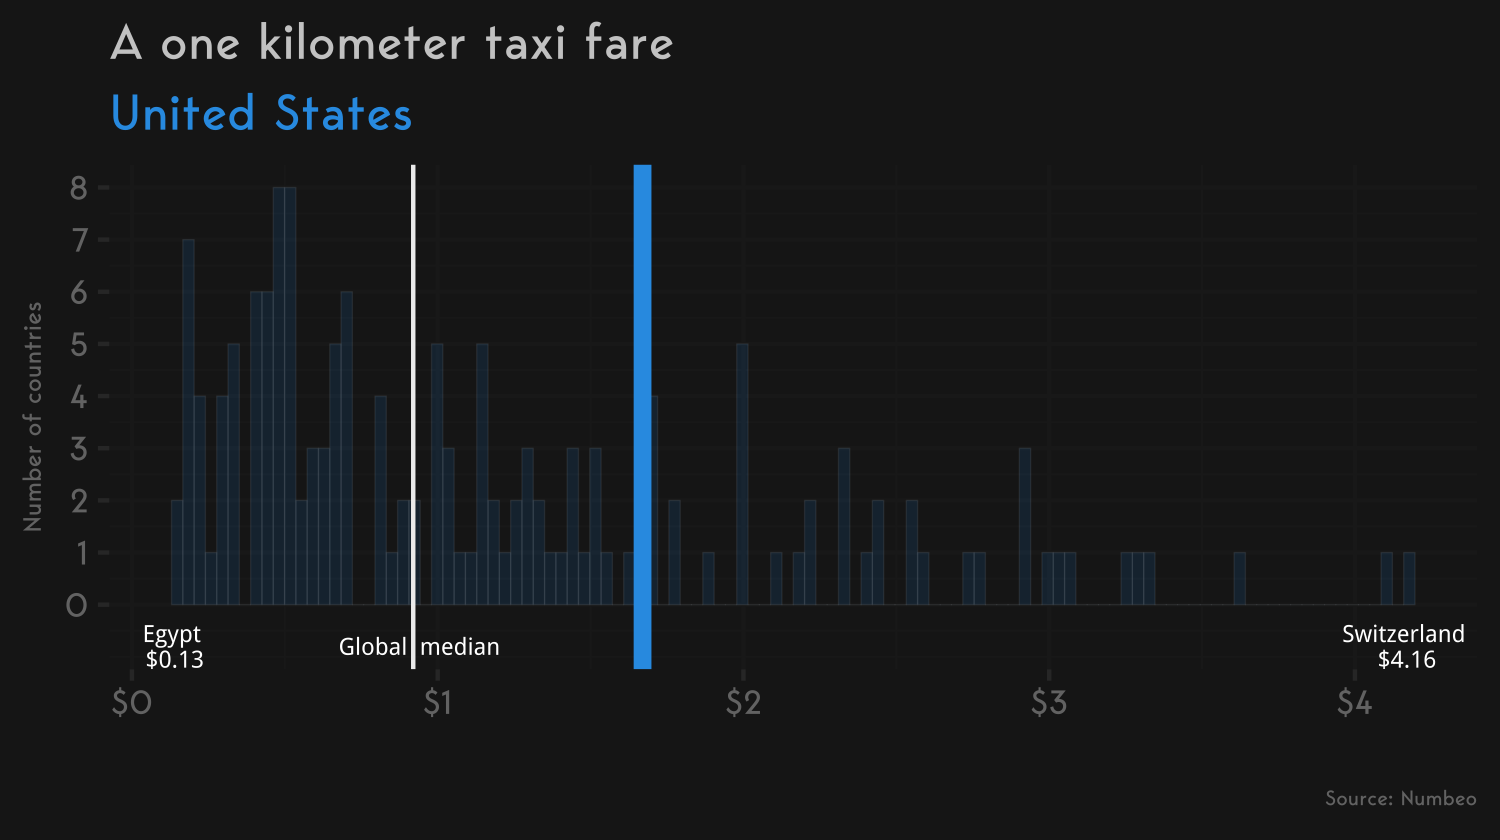 A one kilometer taxi fare
United States
Number of countries
8
7
6
5
4
3
2
1
0
Egypt
$0.13
Global median
Switzerland
$4.16
$0 $1 $2 $3 $4
Source: Numbeo